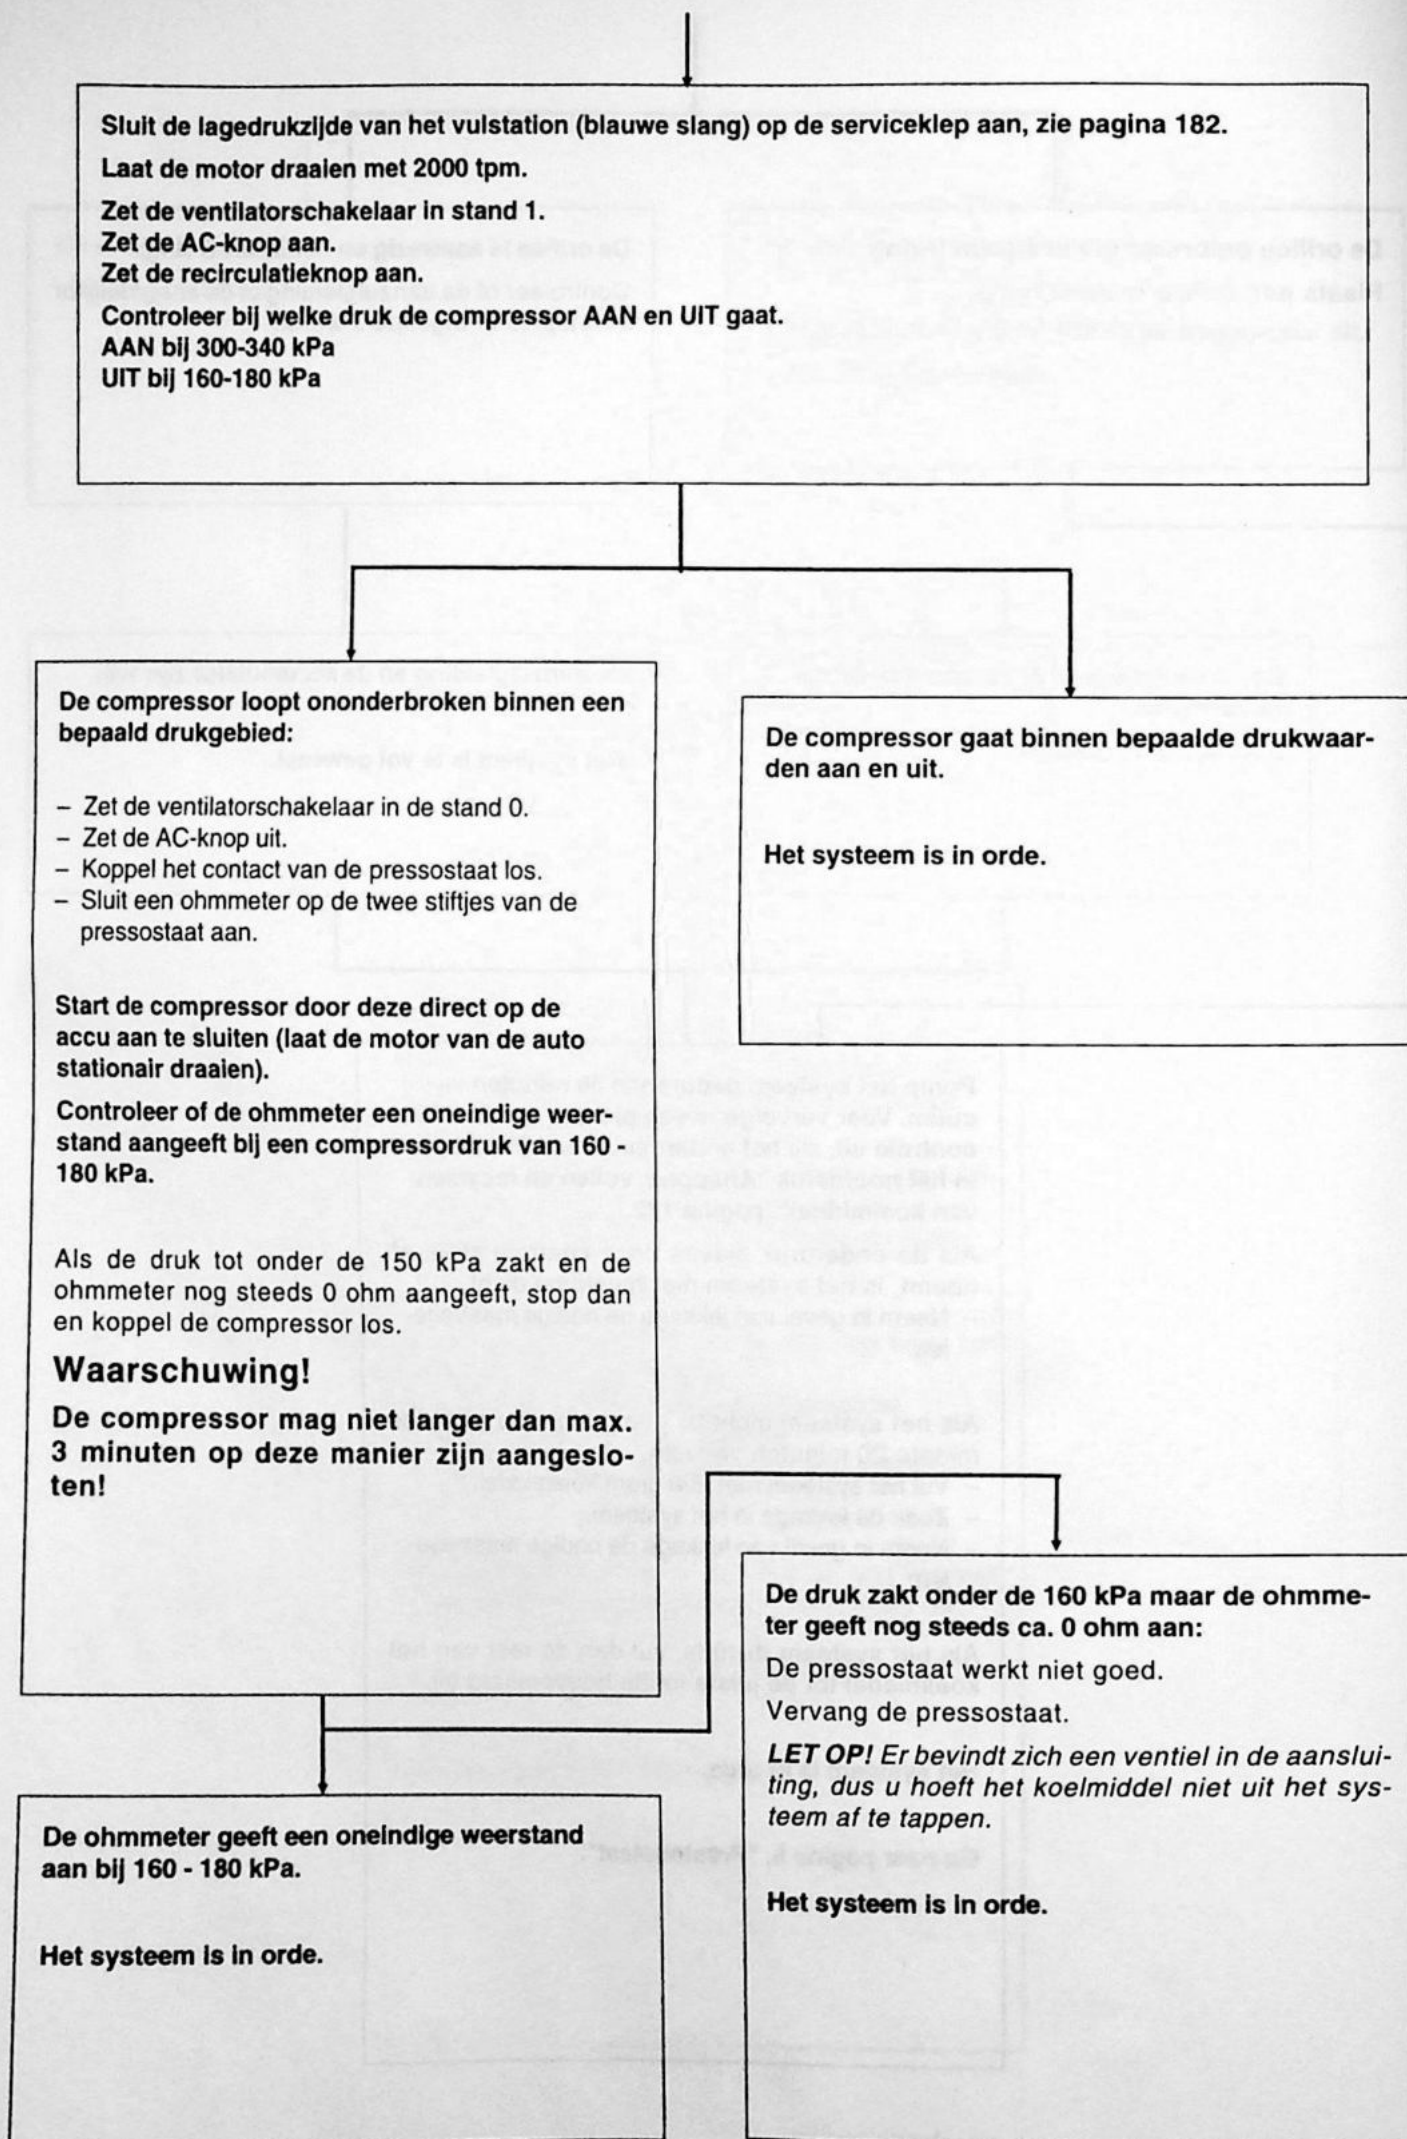 Sluit de lagedrukzijde van het vulstation (blauwe slang) op de serviceklep aan, zie pagina 182.
Laat de motor draaien met 2000 tpm.
Zet de ventilatorschakelaar in stand 1.
Zet de AC-knop aan.
Zet de recirculatieknop aan.
Controleer bij welke druk de compressor AAN en UIT gaat.
AAN bij 300-340 kPa
UIT bij 160-180 kPa
De compressor loopt ononderbroken binnen een
bepaald drukgebied:
– Zet de ventilatorschakelaar in de stand 0.
– Zet de AC-knop uit.
– Koppel het contact van de pressostaat los.
– Sluit een ohmmeter op de twee stiftjes van de
pressostaat aan.
Start de compressor door deze direct op de
accu aan te sluiten (laat de motor van de auto
stationair draaien).
Controleer of de ohmmeter een oneindige weer-
stand aangeeft bij een compressordruk van 160 -
180 kPa.
Als de druk tot onder de 150 kPa zakt en de
ohmmeter nog steeds 0 ohm aangeeft, stop dan
en koppel de compressor los.
Waarschuwing!
De compressor mag niet langer dan max.
3 minuten op deze manier zijn aangeslo-
ten!
De compressor gaat binnen bepaalde drukwaar-
den aan en uit.
Het systeem is in orde.
De ohmmeter geeft een oneindige weerstand
aan bij 160 - 180 kPa.
Het systeem is in orde.
De druk zakt onder de 160 kPa maar de ohmme-
ter geeft nog steeds ca. 0 ohm aan:
De pressostaat werkt niet goed.
Vervang de pressostaat.
LET OP! Er bevindt zich een ventiel in de aanslui-
ting, dus u hoeft het koelmiddel niet uit het sys-
teem af te tappen.
Het systeem is in orde.